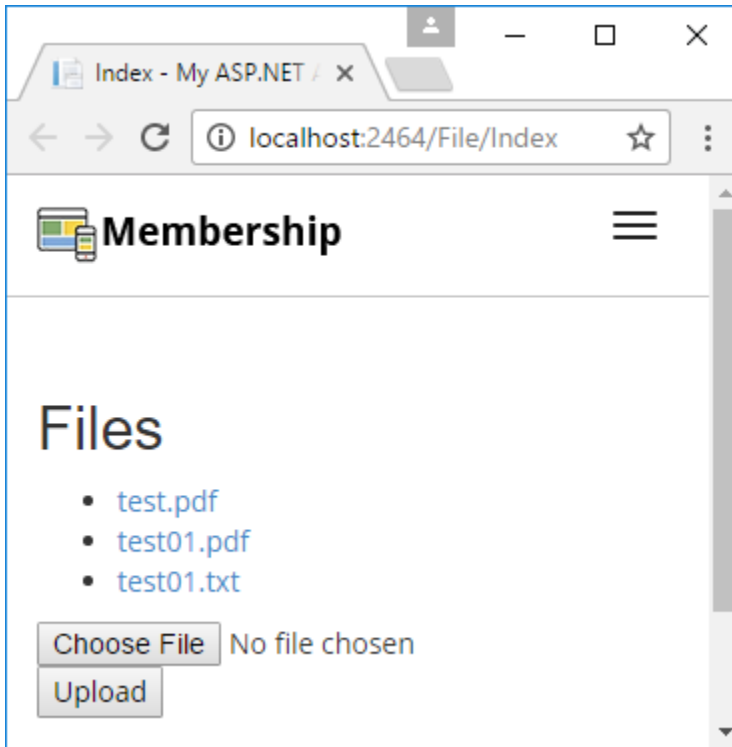 Index - My ASP.NET
localhost:2464/File/Index
Membership
Files
test.pdf
test01.pdf
test01.txt
Choose File No file chosen
Upload